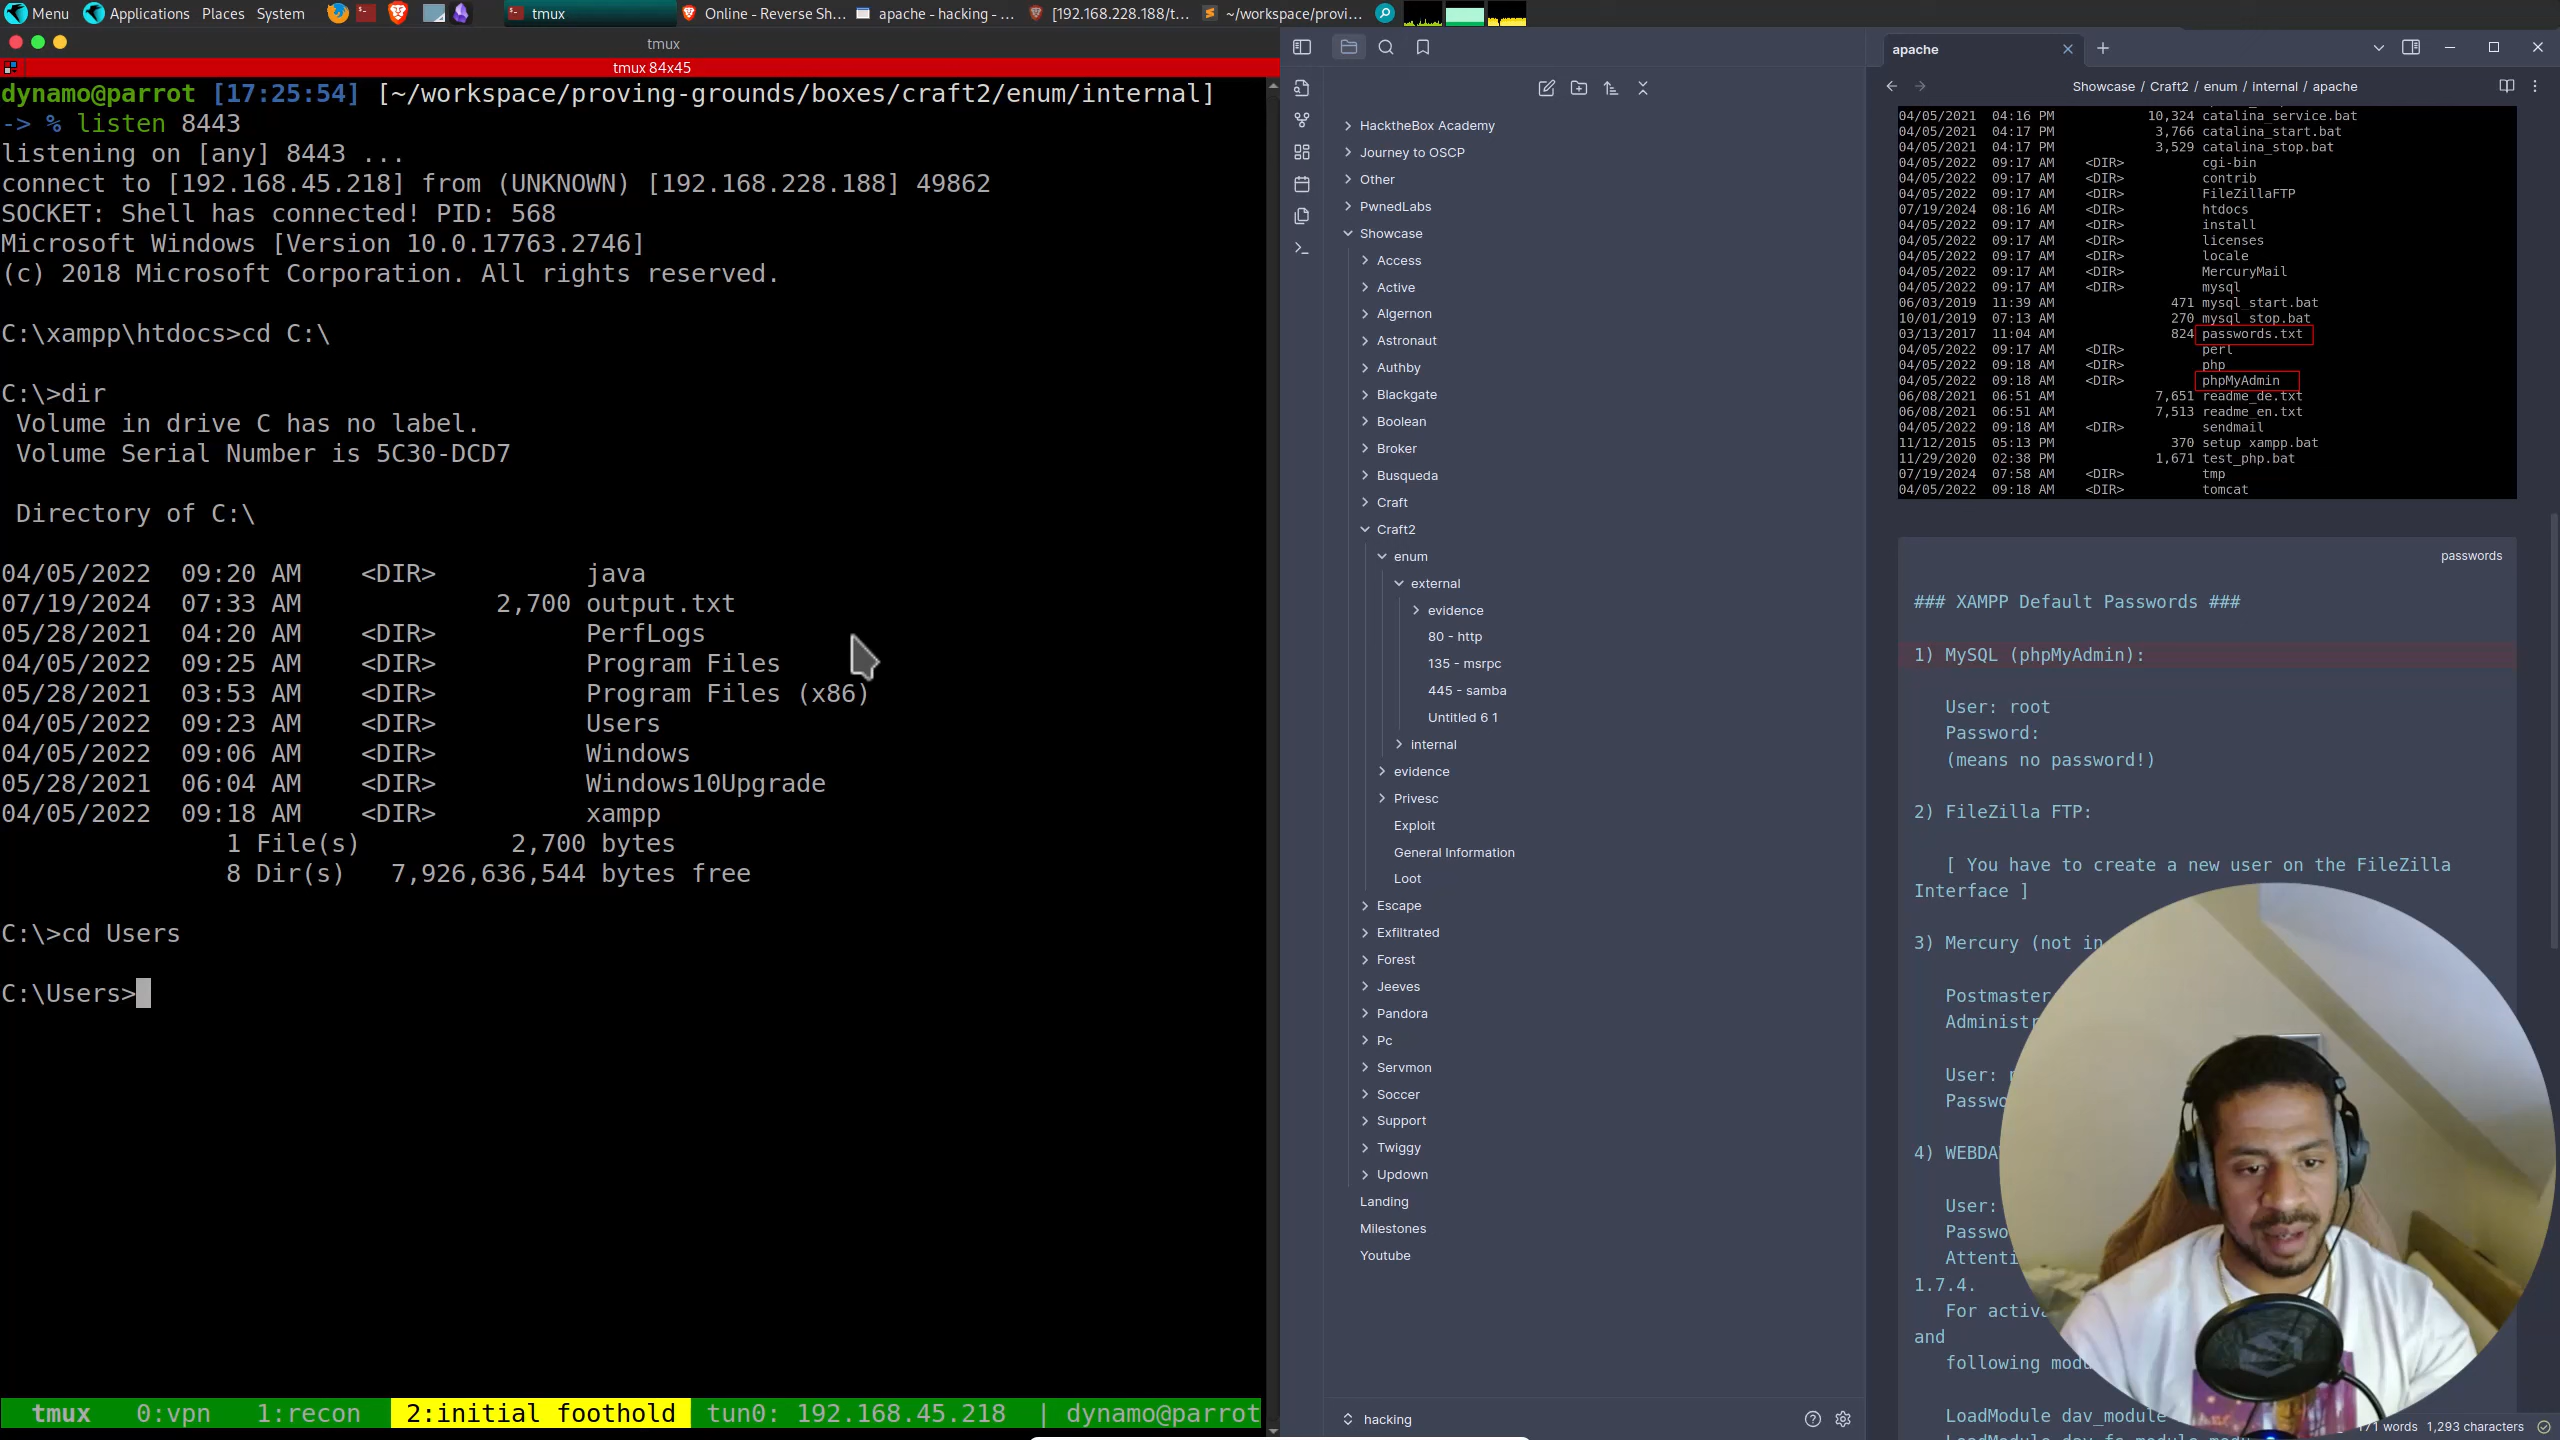 Menu Applications Places System tmux Online - Reverse Sh... apache - hacking - ... [192.168.228.188/t... ~/workspace/provi...
tmux
tmux 84x45
dynamo@parrot [17:25:54] [~/workspace/proving-grounds/boxes/craft2/enum/internal]
-> % listen 8443
listening on [any] 8443 ...
connect to [192.168.45.218] from (UNKNOWN) [192.168.228.188] 49862
SOCKET: Shell has connected! PID: 568
Microsoft Windows [Version 10.0.17763.2746]
(c) 2018 Microsoft Corporation. All rights reserved.
C:\xampp\htdocs>cd C:\
C:\>dir
Volume in drive C has no label.
Volume Serial Number is 5C30-DCD7
Directory of C:\
04/05/2022 09:20 AM <DIR> java
07/19/2024 07:33 AM 2,700 output.txt
05/28/2021 04:20 AM <DIR> PerfLogs
04/05/2022 09:25 AM <DIR> Program Files
05/28/2021 03:53 AM <DIR> Program Files (x86)
04/05/2022 09:23 AM <DIR> Users
04/05/2022 09:06 AM <DIR> Windows
05/28/2021 06:04 AM <DIR> Windows10Upgrade
04/05/2022 09:18 AM <DIR> xampp
1 File(s) 2,700 bytes
8 Dir(s) 7,926,636,544 bytes free
C:\>cd Users
C:\Users>
tmux 0:vpn 1:recon 2:initial foothold tun0: 192.168.45.218 | dynamo@parrot
HacktheBox Academy
Journey to OSCP
Other
PwnedLabs
Showcase
Access
Active
Algernon
Astronaut
Authby
Blackgate
Boolean
Broker
Busqueda
Craft
Craft2
enum
external
evidence
80 - http
135 - msrpc
445 - samba
Untitled 6 1
internal
evidence
Privesc
Exploit
General Information
Loot
Escape
Exfiltrated
Forest
Jeeves
Pandora
Pc
Servmon
Soccer
Support
Twiggy
Updown
Landing
Milestones
Youtube
hacking
apache
Showcase / Craft2 / enum / internal / apache
04/05/2021 04:16 PM 10,324 catalina_service.bat
04/05/2021 04:17 PM 3,766 catalina_start.bat
04/05/2021 04:17 PM 3,529 catalina_stop.bat
04/05/2022 09:17 AM <DIR> cgi-bin
04/05/2022 09:17 AM <DIR> contrib
04/05/2022 09:17 AM <DIR> FileZillaFTP
07/19/2024 08:16 AM <DIR> htdocs
04/05/2022 09:17 AM <DIR> install
04/05/2022 09:17 AM <DIR> licenses
04/05/2022 09:17 AM <DIR> locale
04/05/2022 09:17 AM <DIR> MercuryMail
04/05/2022 09:17 AM <DIR> mysql
06/03/2019 11:39 AM 471 mysql_start.bat
10/01/2019 07:13 AM 270 mysql_stop.bat
03/13/2017 11:04 AM 824 passwords.txt
04/05/2022 09:17 AM <DIR> perl
04/05/2022 09:18 AM <DIR> php
04/05/2022 09:18 AM <DIR> phpMyAdmin
06/08/2021 06:51 AM 7,651 readme_de.txt
06/08/2021 06:51 AM 7,513 readme_en.txt
04/05/2022 09:18 AM <DIR> sendmail
11/12/2015 05:13 PM 370 setup_xampp.bat
11/29/2020 02:38 PM 1,671 test_php.bat
07/19/2024 07:58 AM <DIR> tmp
04/05/2022 09:18 AM <DIR> tomcat
passwords
### XAMPP Default Passwords ###
1) MySQL (phpMyAdmin):
User: root
Password:
(means no password!)
2) FileZilla FTP:
[ You have to create a new user on the FileZilla
Interface ]
3) Mercury (not in
Postmaster
User:
4) WEBDA
User:
1.7.4.
For activ
and
following modu
LoadModule dav_module
words 1,293 characters